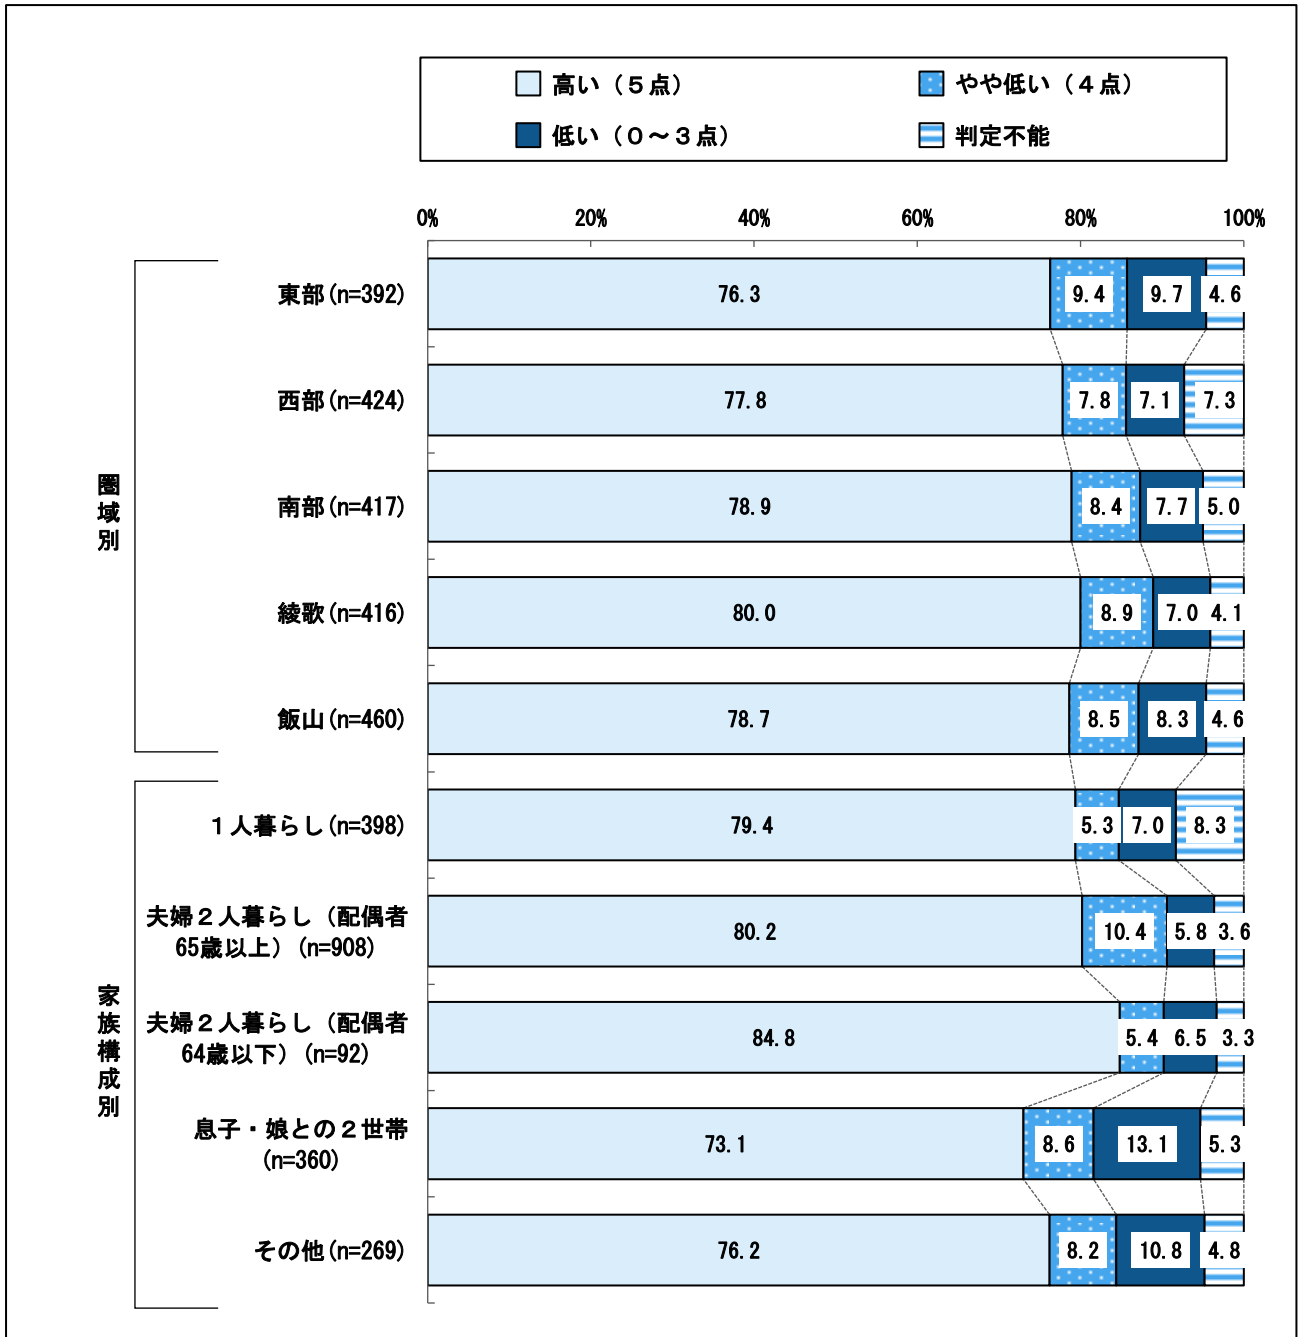 高い（５点）
やや低い（４点）
低い（０～３点）
判定不能
0% 20% 40% 60% 80% 100%
圏域別
東部(n=392) 76.3 9.4 9.7 4.6
西部(n=424) 77.8 7.8 7.1 7.3
南部(n=417) 78.9 8.4 7.7 5.0
綾歌(n=416) 80.0 8.9 7.0 4.1
飯山(n=460) 78.7 8.5 8.3 4.6
家族構成別
１人暮らし(n=398) 79.4 5.3 7.0 8.3
夫婦２人暮らし（配偶者
65歳以上）(n=908) 80.2 10.4 5.8 3.6
夫婦２人暮らし（配偶者
64歳以下）(n=92) 84.8 5.4 6.5 3.3
息子・娘との２世帯
(n=360) 73.1 8.6 13.1 5.3
その他(n=269) 76.2 8.2 10.8 4.8